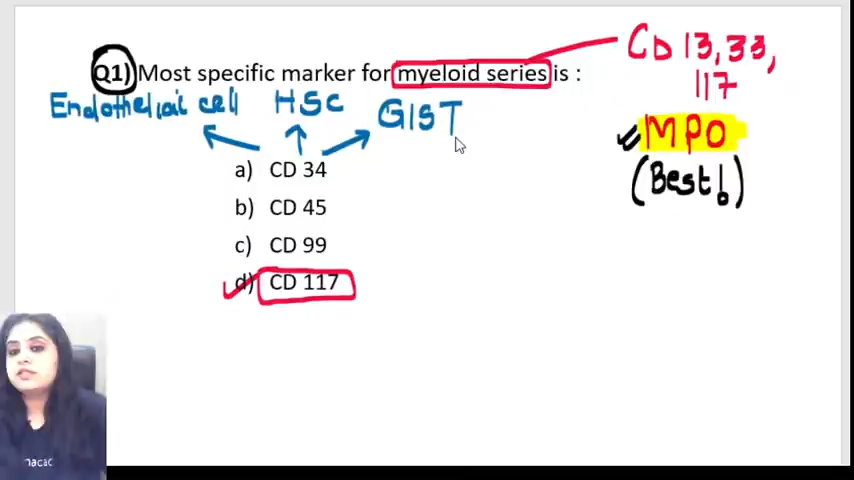 Q1) Most specific marker for myeloid series is :
CD 13, 33,
117
MPO
(Best!)
Endothelial cell
HSC
GIST
a) CD 34
b) CD 45
c) CD 99
d) CD 117
nacad